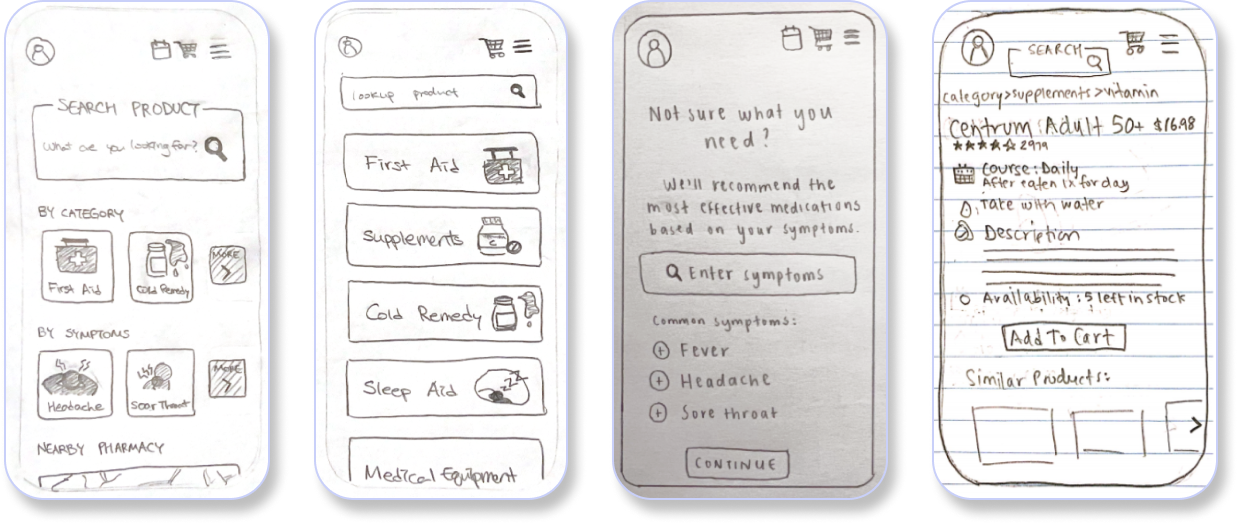 SEARCH PRODUCT
What are you looking for?
BY CATEGORY
First Aid
Cold Remedy
MORE
BY SYMPTOMS
Headache
Soar Throat
MORE
NEARBY PHARMACY
lookup product
First Aid
Supplements
C
Cold Remedy
Sleep Aid
zzz
Medical Equipment
Not sure what you
need?
We'll recommend the
most effective medications
based on your symptoms.
Enter symptoms
Common symptoms:
Fever
Headache
Sore throat
CONTINUE
SEARCH
category>supplements>vitamin
Centrum Adult 50+ $16.98
2979
Course: Daily
After eaten 1x for day
Take with water
Description
Availability: 5 left in stock
Add To Cart
Similar Products: